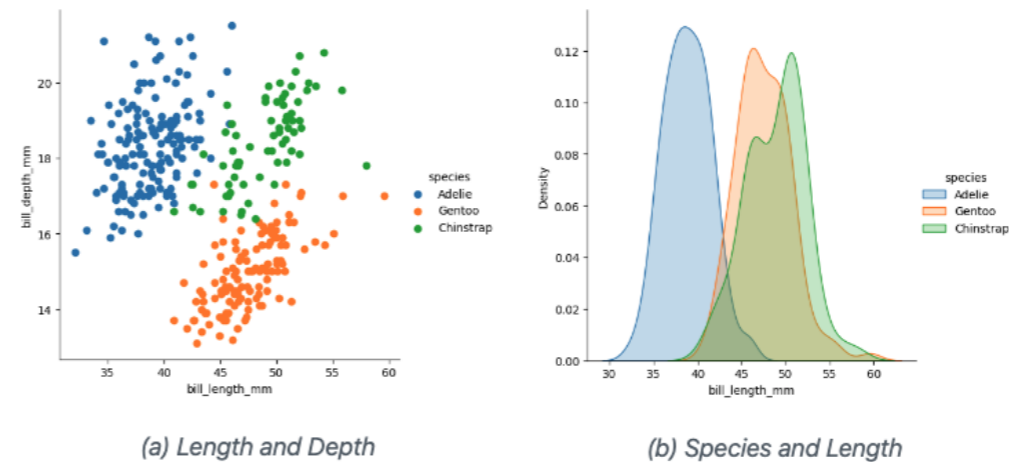 20
18
16
14
bill_depth_mm
35
40
45
50
55
60
bill_length_mm
species
Adelie
Gentoo
Chinstrap
(a) Length and Depth
0.12
0.10
0.08
0.06
0.04
0.02
0.00
Density
30
35
40
45
50
55
60
bill_length_mm
species
Adelie
Gentoo
Chinstrap
(b) Species and Length